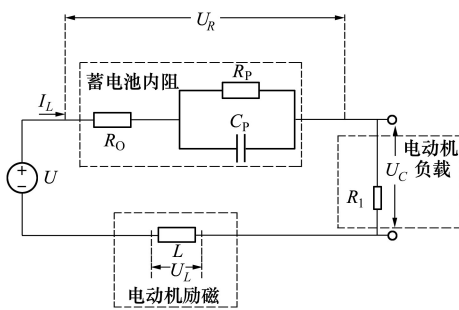 U_R
蓄电池内阻
R_P
I_L
R_O
C_P
电动机
负载
+
−
U
U_C
R_1
L
U_L
电动机励磁